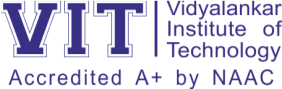 VIT
Vidyalankar
Institute of
Technology
Accredited A+ by NAAC